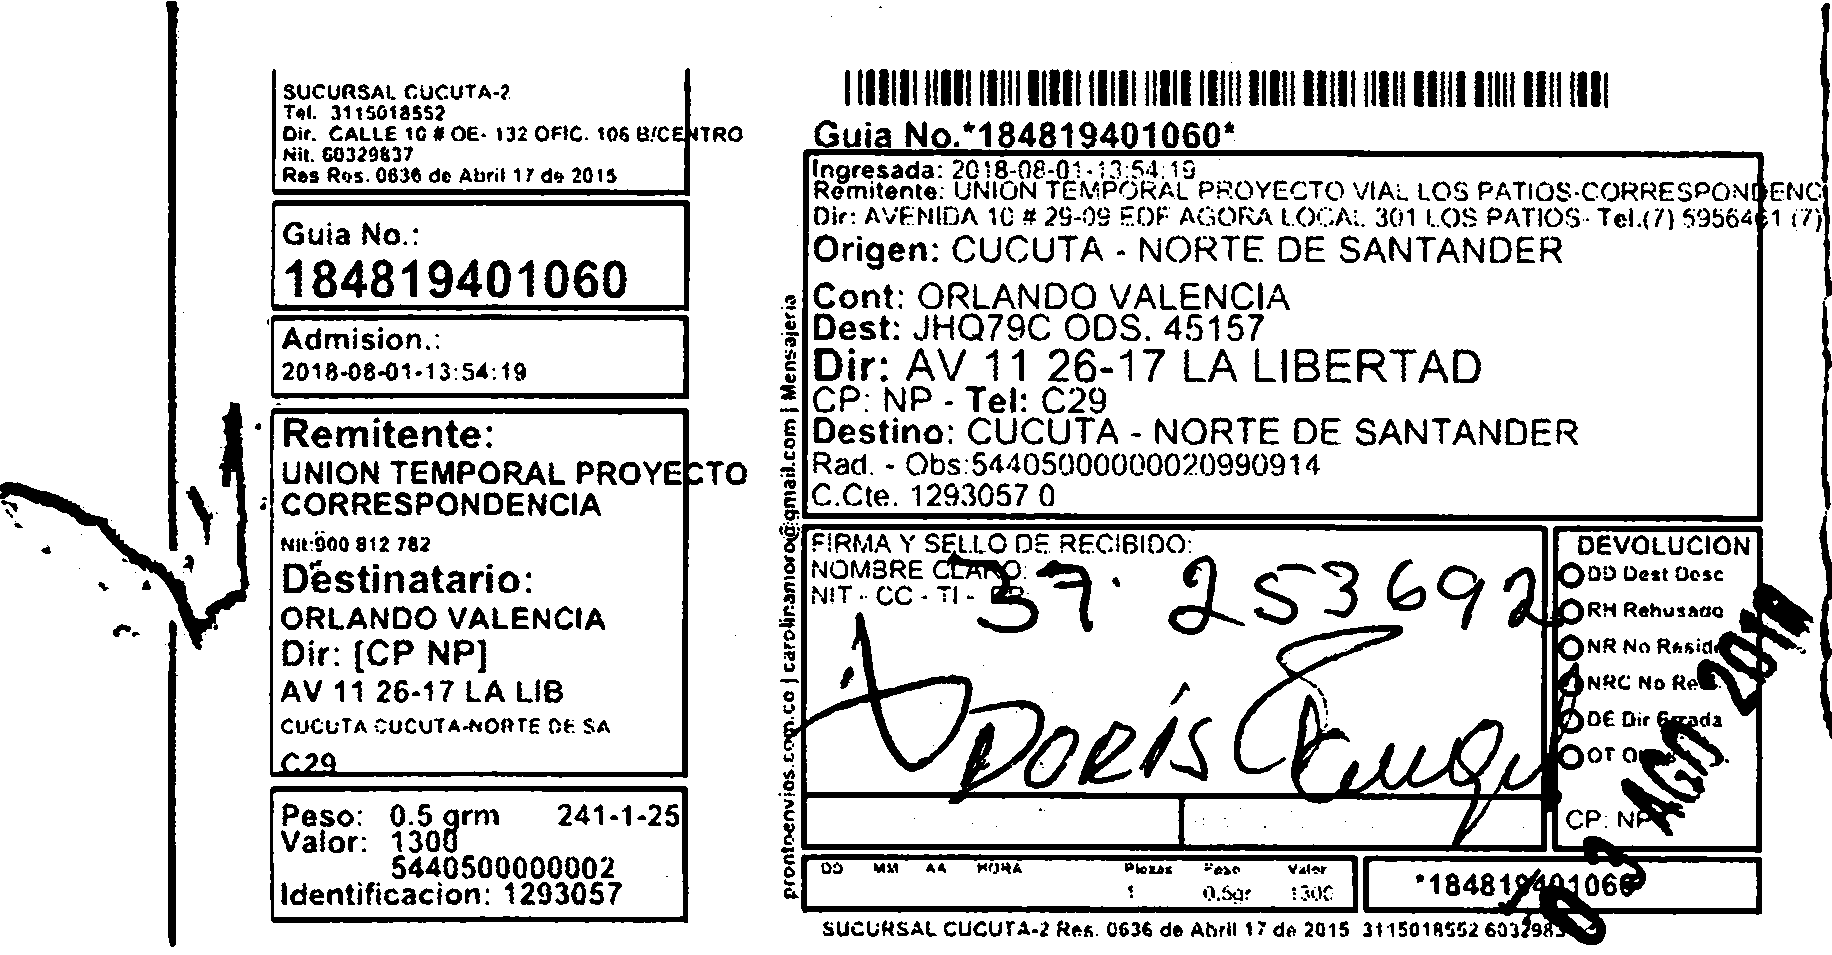 SUCURSAL CUCUTA-2
Tel. 3115018552
Dir. CALLE 10 # OE- 132 OFIC. 106 B/CENTRO
Nit. 60329837
Res Res. 0636 de Abril 17 de 2015
Guia No.:
184819401060
Admision.:
2018-08-01-13:54:19
Remitente:
UNION TEMPORAL PROYECTO
CORRESPONDENCIA
Nit:900 812 782
Destinatario:
ORLANDO VALENCIA
Dir: [CP NP]
AV 11 26-17 LA LIB
CUCUTA CUCUTA-NORTE DE SA
C29
Peso: 0.5 grm 241-1-25
Valor: 1300
5440500000002
Identificacion: 1293057
prontoenvios.com.co | carolinamoro@gmail.com | Mensajeria
Guia No.*184819401060*
Ingresada: 2018-08-01-13:54:19
Remitente: UNION TEMPORAL PROYECTO VIAL LOS PATIOS-CORRESPONDENC
Dir: AVENIDA 10 # 29-09 EDF AGORA LOCAL 301 LOS PATIOS- Tel.(7) 5956461 (7)
Origen: CUCUTA - NORTE DE SANTANDER
Cont: ORLANDO VALENCIA
Dest: JHQ79C ODS. 45157
Dir: AV 11 26-17 LA LIBERTAD
CP: NP - Tel: C29
Destino: CUCUTA - NORTE DE SANTANDER
Rad. - Obs:54405000000020990914
C.Cte. 1293057 0
FIRMA Y SELLO DE RECIBIDO:
NOMBRE CLARO:
NIT - CC - TI -
37.253692
DORIS
DEVOLUCION
DD Dest Desc
RH Rehusado
NR No Resid
NRC No Re
DE Dir Errada
OT O
CP: NP
03 AGO 2018
DD MM AA HORA Piezas Peso Valor
1 0.5gr 1300
*184819401060
SUCURSAL CUCUTA-2 Res. 0636 de Abril 17 de 2015 3115018552 6032983